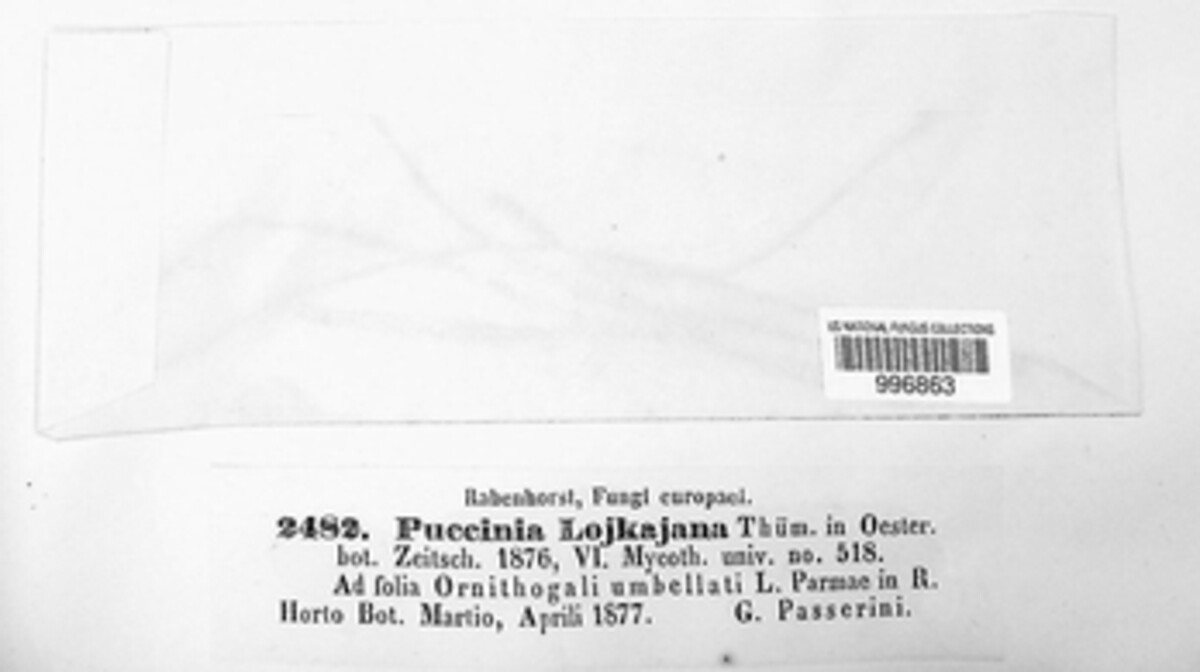 US NATIONAL FUNGUS COLLECTIONS
996863
Rabenhorst, Fungi europaei.
2482. Puccinia Lojkajana Thüm. in Oester.
bot. Zeitsch. 1876, VI. Mycoth. univ. no. 518.
Ad folia Ornithogali umbellati L. Parmae in R.
Horto Bot. Martio, Aprili 1877. G. Passerini.